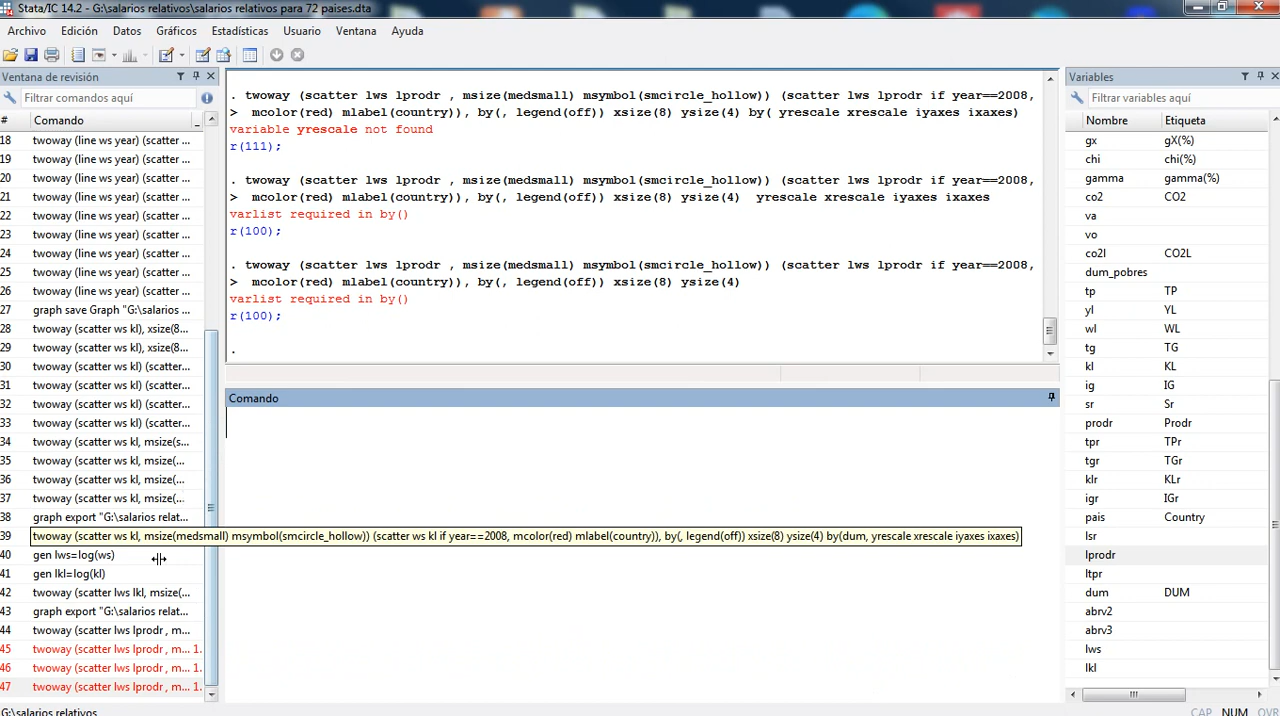 Stata/IC 14.2 - G:\salarios relativos\salarios relativos para 72 paises.dta
Archivo Edición Datos Gráficos Estadísticas Usuario Ventana Ayuda
Ventana de revisión
Filtrar comandos aquí
# Comando
18 twoway (line ws year) (scatter ...
19 twoway (line ws year) (scatter ...
20 twoway (line ws year) (scatter ...
21 twoway (line ws year) (scatter ...
22 twoway (line ws year) (scatter ...
23 twoway (line ws year) (scatter ...
24 twoway (line ws year) (scatter ...
25 twoway (line ws year) (scatter ...
26 twoway (line ws year) (scatter ...
27 graph save Graph "G:\salarios ...
28 twoway (scatter ws kl), xsize(8...
29 twoway (scatter ws kl), xsize(8...
30 twoway (scatter ws kl) (scatter...
31 twoway (scatter ws kl) (scatter...
32 twoway (scatter ws kl) (scatter...
33 twoway (scatter ws kl) (scatter...
34 twoway (scatter ws kl, msize(s...
35 twoway (scatter ws kl, msize(...
36 twoway (scatter ws kl, msize(...
37 twoway (scatter ws kl, msize(...
38 graph export "G:\salarios relat...
39 twoway (scatter ws kl, msize(medsmall) msymbol(smcircle_hollow)) (scatter ws kl if year==2008, mcolor(red) mlabel(country)), by(, legend(off)) xsize(8) ysize(4) by(dum, yrescale xrescale iyaxes ixaxes)
40 gen lws=log(ws)
41 gen lkl=log(kl)
42 twoway (scatter lws lkl, msize(...
43 graph export "G:\salarios relat...
44 twoway (scatter lws lprodr , m...
45 twoway (scatter lws lprodr , m... 1.
46 twoway (scatter lws lprodr , m... 1.
47 twoway (scatter lws lprodr , m... 1.
. twoway (scatter lws lprodr , msize(medsmall) msymbol(smcircle_hollow)) (scatter lws lprodr if year==2008,
> mcolor(red) mlabel(country)), by(, legend(off)) xsize(8) ysize(4) by( yrescale xrescale iyaxes ixaxes)
variable yrescale not found
r(111);
. twoway (scatter lws lprodr , msize(medsmall) msymbol(smcircle_hollow)) (scatter lws lprodr if year==2008,
> mcolor(red) mlabel(country)), by(, legend(off)) xsize(8) ysize(4)  yrescale xrescale iyaxes ixaxes
varlist required in by()
r(100);
. twoway (scatter lws lprodr , msize(medsmall) msymbol(smcircle_hollow)) (scatter lws lprodr if year==2008,
> mcolor(red) mlabel(country)), by(, legend(off)) xsize(8) ysize(4)
varlist required in by()
r(100);
.
Comando
Variables
Filtrar variables aquí
Nombre Etiqueta
gx gX(%)
chi chi(%)
gamma gamma(%)
co2 CO2
va
vo
co2l CO2L
dum_pobres
tp TP
yl YL
wl WL
tg TG
kl KL
ig IG
sr Sr
prodr Prodr
tpr TPr
tgr TGr
klr KLr
igr IGr
pais Country
lsr
lprodr
ltpr
dum DUM
abrv2
abrv3
lws
lkl
G:\salarios relativos
CAP NUM OVR